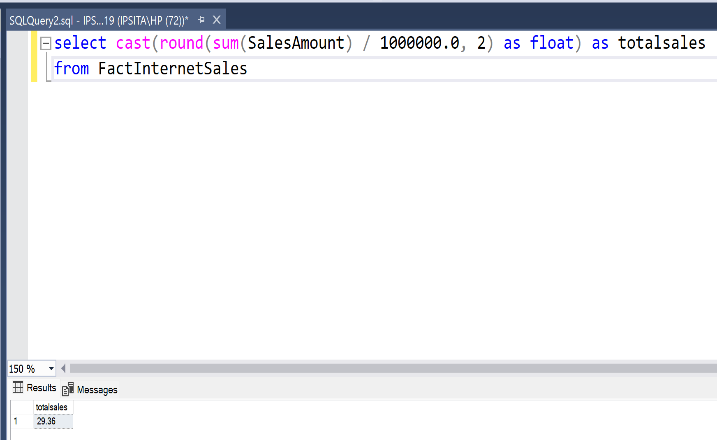 SQLQuery2.sql - IPS...19 (IPSITA\HP (72))*
select cast(round(sum(SalesAmount) / 1000000.0, 2) as float) as totalsales
from FactInternetSales
150 %
Results Messages
totalsales
1 29.36